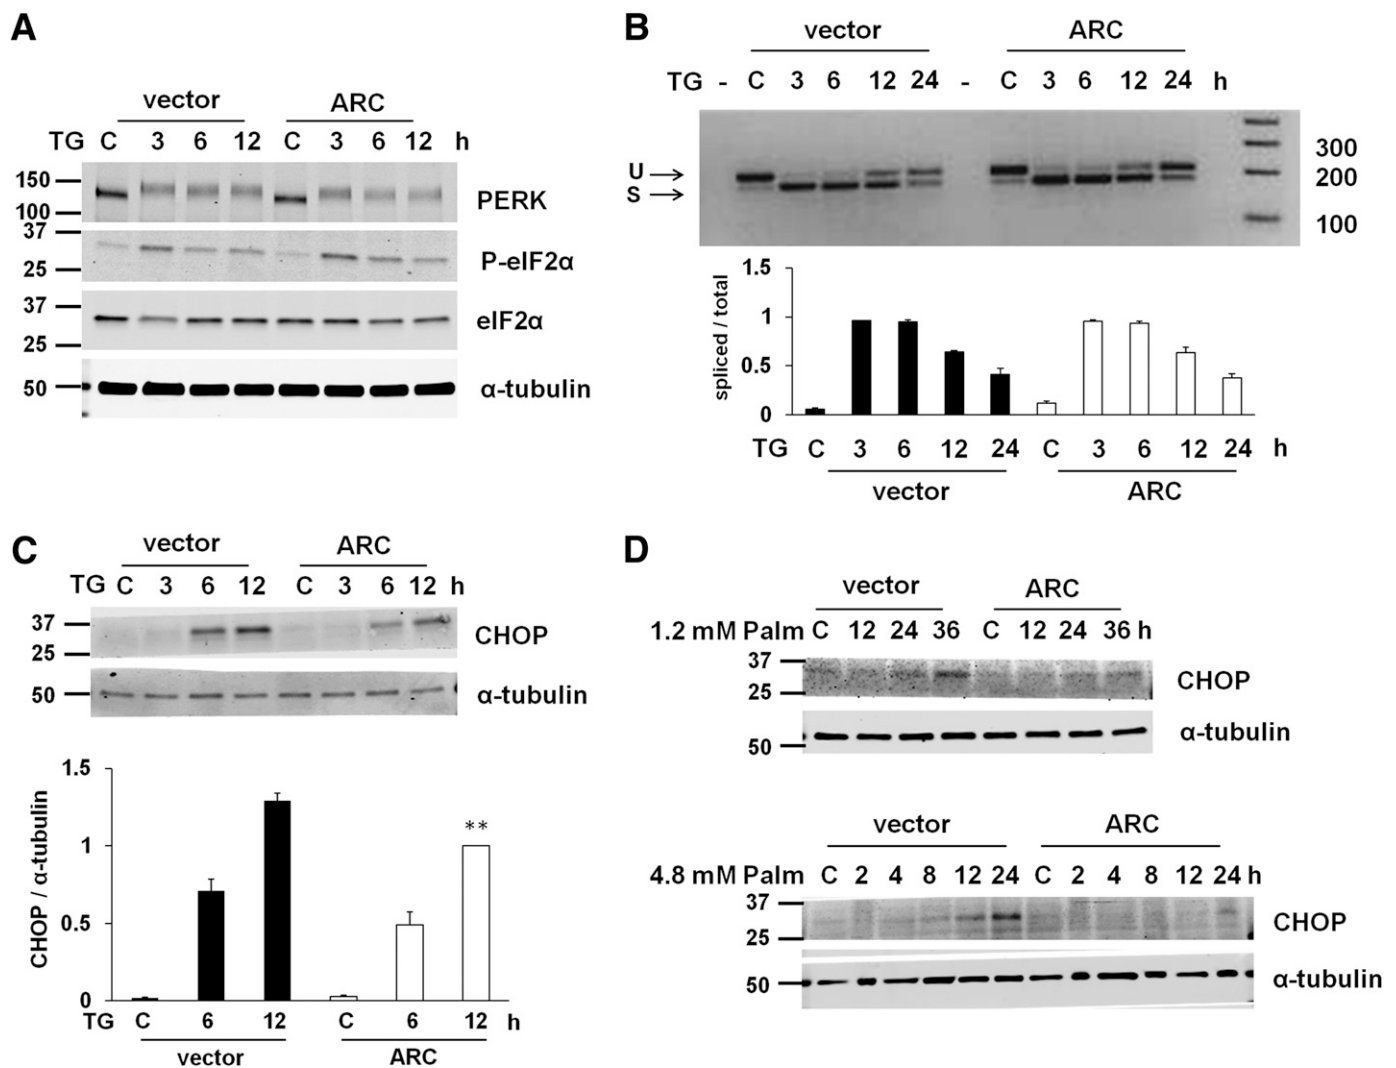 A
vector ARC
TG C 3 6 12 C 3 6 12 h
150
100
PERK
37
25
P-eIF2α
37
25
eIF2α
50
α-tubulin
B
vector ARC
TG - C 3 6 12 24 - C 3 6 12 24 h
U
S
300
200
100
spliced / total
1.5
1
0.5
0
TG C 3 6 12 24 C 3 6 12 24 h
vector ARC
C
vector ARC
TG C 3 6 12 C 3 6 12 h
37
25
CHOP
50
α-tubulin
CHOP / α-tubulin
1.5
1
0.5
0
**
TG C 6 12 C 6 12 h
vector ARC
D
vector ARC
1.2 mM Palm C 12 24 36 C 12 24 36 h
37
25
CHOP
50
α-tubulin
vector ARC
4.8 mM Palm C 2 4 8 12 24 C 2 4 8 12 24 h
37
25
CHOP
50
α-tubulin